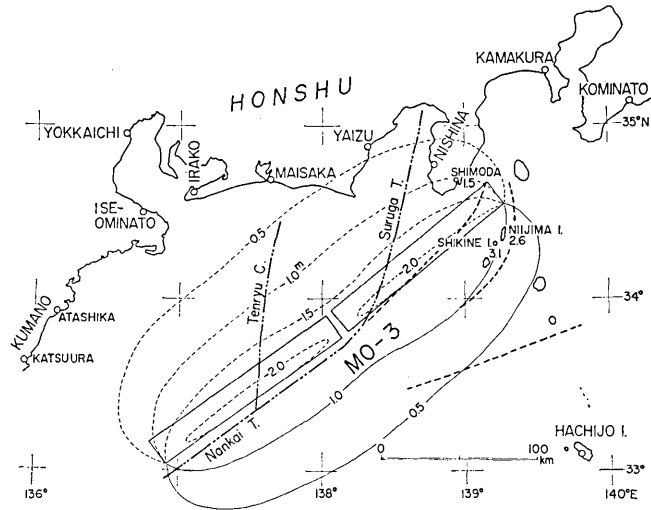 KAMAKURA
KOMINATO
HONSHU
35°N
YOKKAICHI
YAIZU
NISHINA
IRAKO
MAISAKA
SHIMODA
1.5
ISE-
OMINATO
Suruga T.
0.5
NIIJIMA I.
2.6
SHIKINE I.
3.1
1.0m
-2.0
Tenryu C.
34°
KUMANO
ATASHIKA
1.5
MO-3
KATSUURA
-2.0
1.0
0.5
Nankai T.
HACHIJO I.
0
100
km
33°
136°
138°
139°
140°E